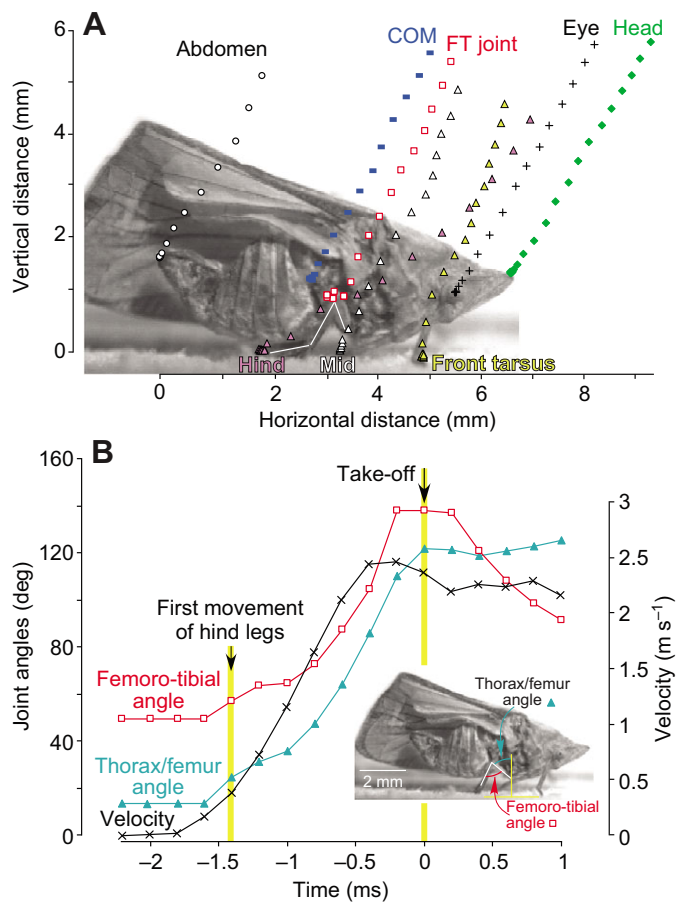 A
6
4
2
0
Vertical distance (mm)
Abdomen
COM
FT joint
Eye
Head
Hind
Mid
Front tarsus
0 2 4 6 8
Horizontal distance (mm)
B
160
120
80
40
0
Joint angles (deg)
Take-off
First movement
of hind legs
Femoro-tibial
angle
Thorax/femur
angle
Velocity
Thorax/femur
angle
2 mm
Femoro-tibial
angle
3
2.5
2
1.5
1
0.5
0
Velocity (m s⁻¹)
–2 –1.5 –1 –0.5 0 0.5 1
Time (ms)